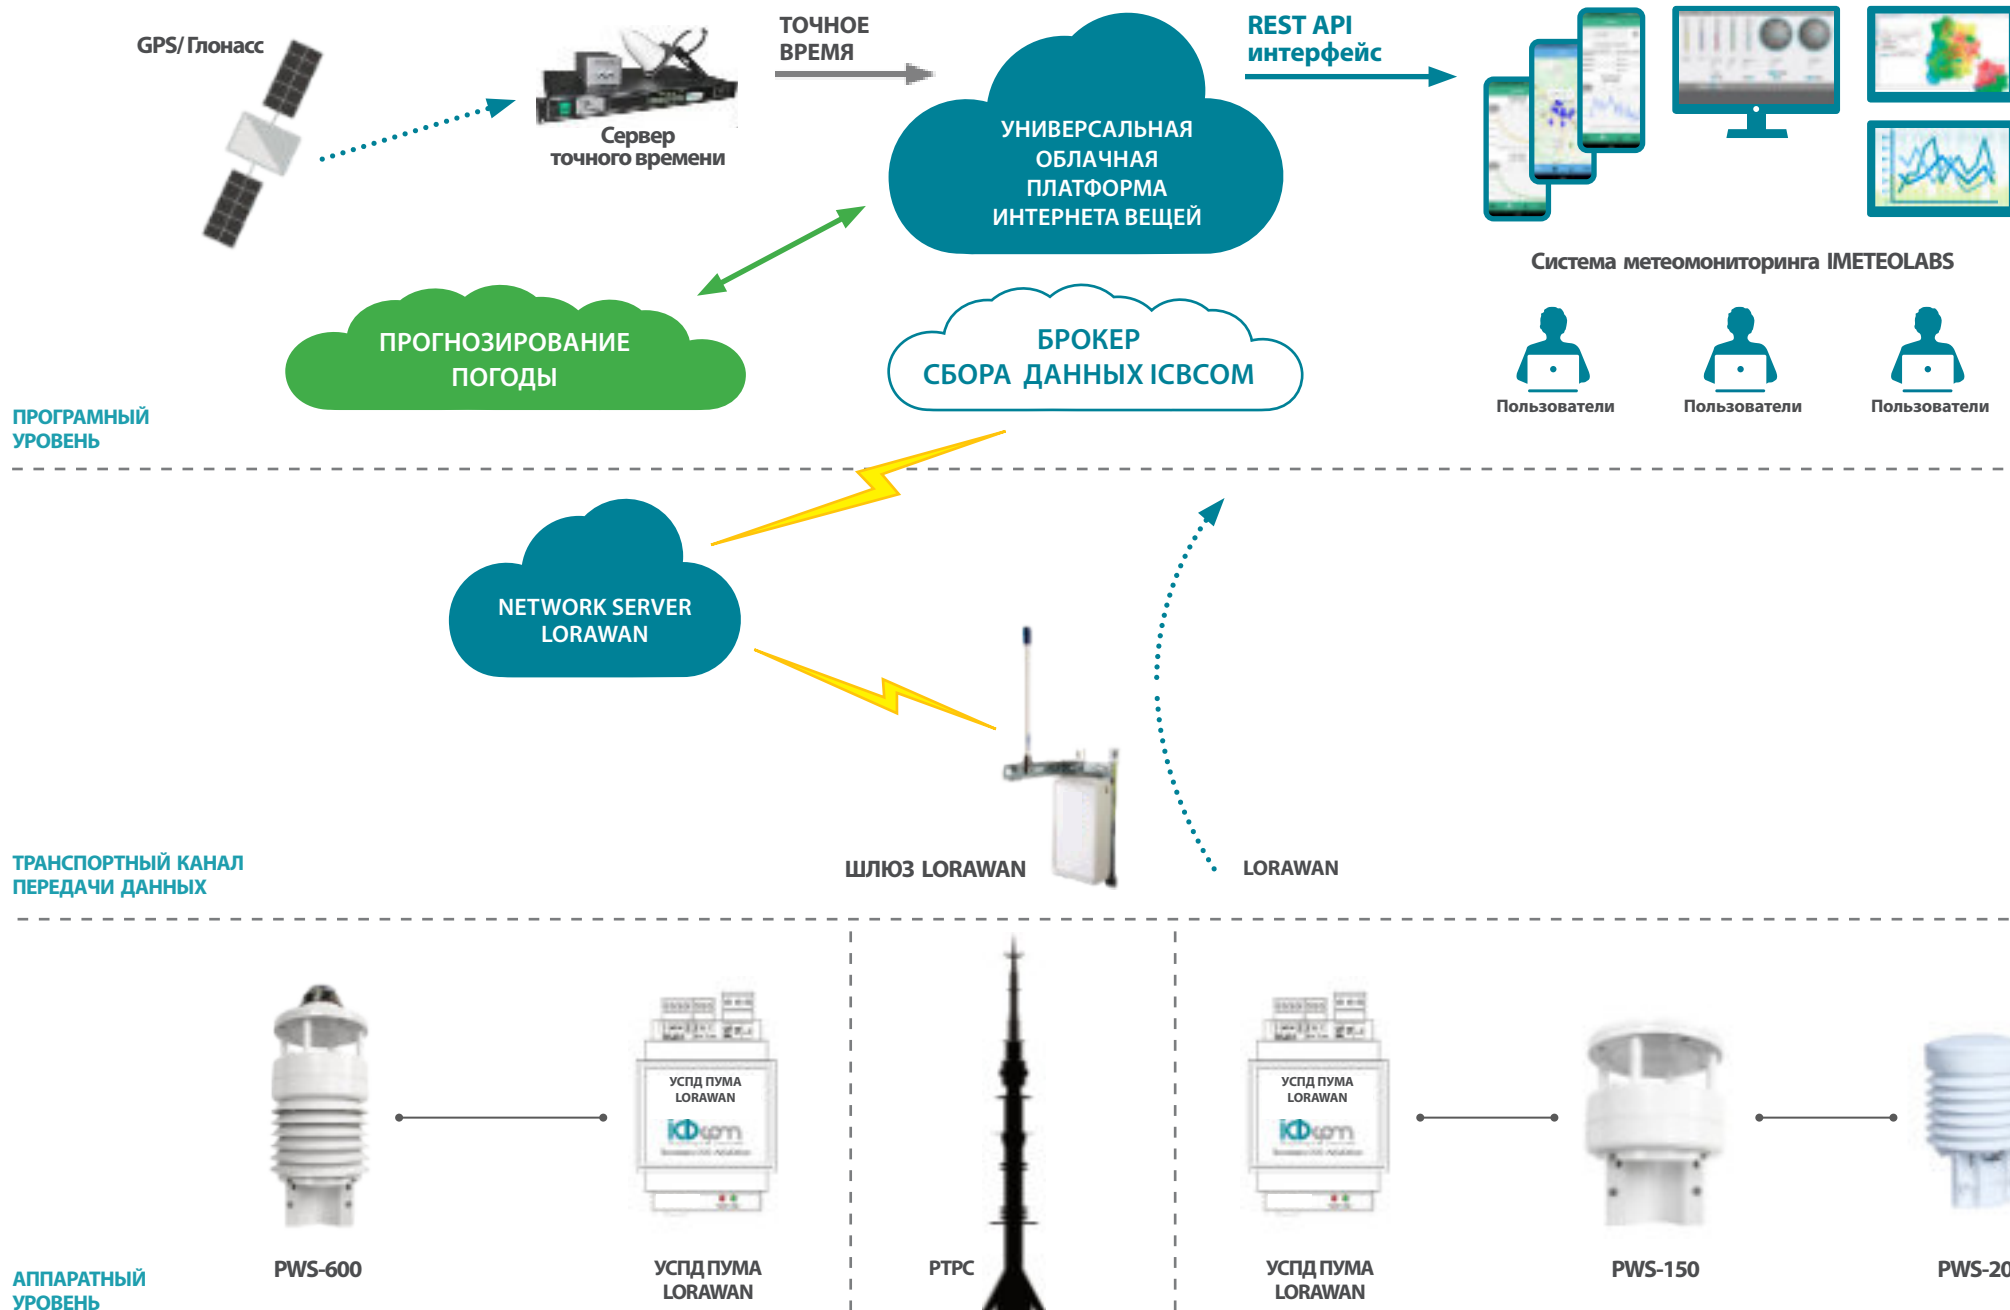 GPS/ Глонасс
Сервер
точного времени
ТОЧНОЕ
ВРЕМЯ
УНИВЕРСАЛЬНАЯ
ОБЛАЧНАЯ
ПЛАТФОРМА
ИНТЕРНЕТА ВЕЩЕЙ
REST API
интерфейс
Система метеомониторинга IMETEOLABS
Пользователи
Пользователи
Пользователи
ПРОГНОЗИРОВАНИЕ
ПОГОДЫ
БРОКЕР
СБОРА ДАННЫХ ICBCOM
ПРОГРАМНЫЙ
УРОВЕНЬ
NETWORK SERVER
LORAWAN
ШЛЮЗ LORAWAN
LORAWAN
ТРАНСПОРТНЫЙ КАНАЛ
ПЕРЕДАЧИ ДАННЫХ
УСПД ПУМА
LORAWAN
УСПД ПУМА
LORAWAN
PWS-600
УСПД ПУМА
LORAWAN
РТРС
УСПД ПУМА
LORAWAN
PWS-150
PWS-20
АППАРАТНЫЙ
УРОВЕНЬ